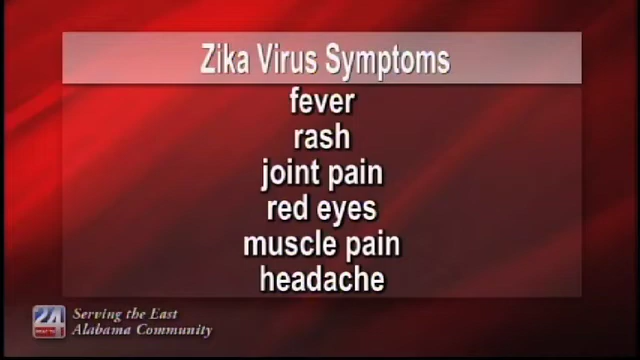 Zika Virus Symptoms
fever
rash
joint pain
red eyes
muscle pain
headache
24
Serving the East
Alabama Community